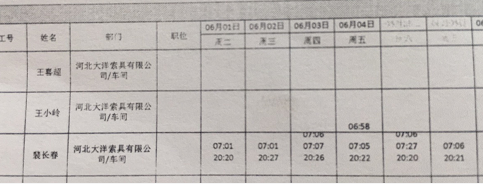 工号 姓名 部门 职位 06月01日 06月02日 06月03日 06月04日
周二 周三 周四 周五
王喜超 河北大洋索具有限公司/车间
王小玲 河北大洋索具有限公司/车间 06:58
裴长春 河北大洋索具有限公司/车间 07:06 07:06
07:01 07:01 07:07 07:05 07:27 07:06
20:20 20:27 20:26 20:22 20:20 20:21